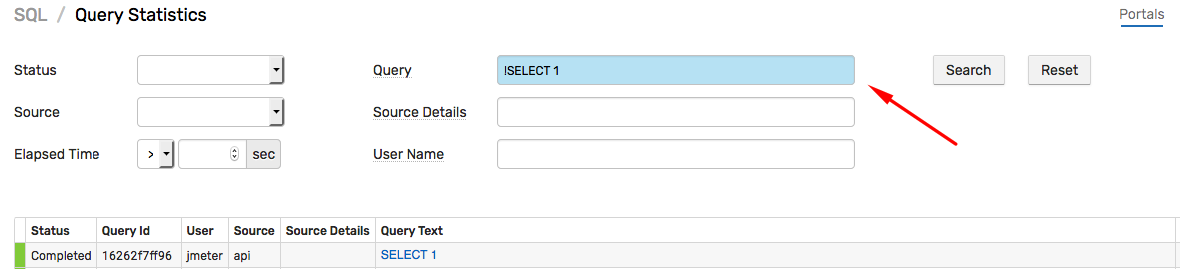 SQL / Query Statistics
Portals
Status
Query
!SELECT 1
Search
Reset
Source
Source Details
Elapsed Time
>
sec
User Name
Status Query Id User Source Source Details Query Text
Completed 16262f7ff96 jmeter api SELECT 1